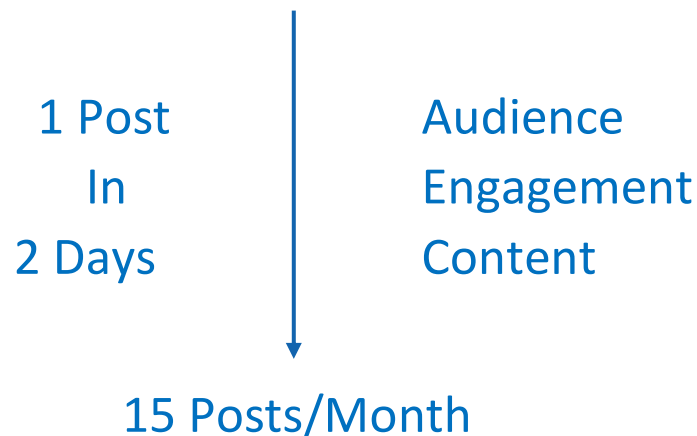 1 Post
In
2 Days
Audience
Engagement
Content
15 Posts/Month